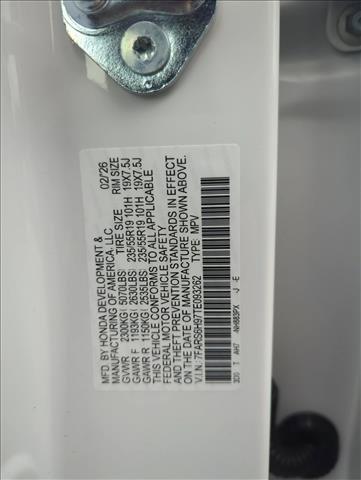 MFD. BY HONDA DEVELOPMENT & 02/26
MANUFACTURING OF AMERICA, LLC
TIRE SIZE RIM SIZE
GVWR 2300KG( 5070LBS)
GAWR F 1193KG( 2630LBS) 235/55R19 101H 19X7.5J
GAWR R 1150KG( 2535LBS) 235/55R19 101H 19X7.5J
THIS VEHICLE CONFORMS TO ALL APPLICABLE
FEDERAL MOTOR VEHICLE SAFETY
AND THEFT PREVENTION STANDARDS IN EFFECT
ON THE DATE OF MANUFACTURE SHOWN ABOVE.
V.I.N.: 7FARS6H97TE093262 TYPE: MPV
T AH7 NH883PX J -E